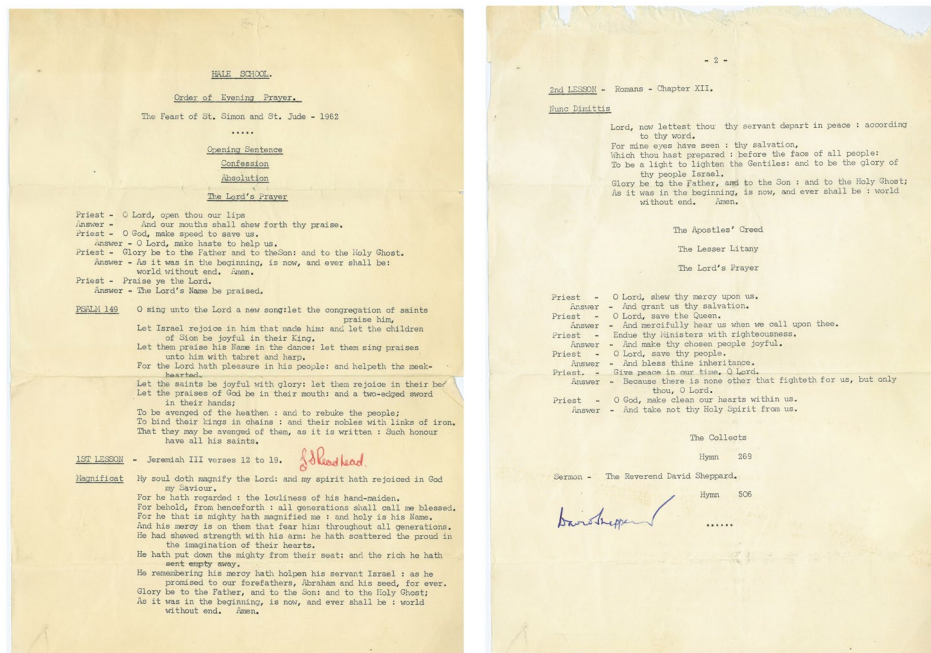 HALE SCHOOL.
Order of Evening Prayer.
The Feast of St. Simon and St. Jude - 1962
.....
Opening Sentence
Confession
Absolution
The Lord's Prayer
Priest - O Lord, open thou our lips
Answer - And our mouths shall shew forth thy praise.
Priest - O God, make speed to save us.
Answer - O Lord, make haste to help us.
Priest - Glory be to the Father and to theSon: and to the Holy Ghost.
Answer - As it was in the beginning, is now, and ever shall be:
world without end. Amen.
Priest - Praise ye the Lord.
Answer - The Lord's Name be praised.
PSALM 149 O sing unto the Lord a new song:let the congregation of saints
praise him,
Let Israel rejoice in him that made him: and let the children
of Sion be joyful in their King.
Let them praise his Name in the dance: let them sing praises
unto him with tabret and harp.
For the Lord hath pleasure in his people: and helpeth the meek-
hearted.
Let the saints be joyful with glory: let them rejoice in their be
Let the praises of God be in their mouth: and a two-edged sword
in their hands;
To be avenged of the heathen : and to rebuke the people;
To bind their kings in chains : and their nobles with links of iron.
That they may be avenged of them, as it is written : Such honour
have all his saints.
1ST LESSON - Jeremiah III verses 12 to 19. Readhead.
Magnificat My soul doth magnify the Lord: and my spirit hath rejoiced in God
my Saviour.
For he hath regarded : the lowliness of his hand-maiden.
For behold, from henceforth : all generations shall call me blessed.
For he that is mighty hath magnified me : and holy is his Name.
And his mercy is on them that fear him: throughout all generations.
He had shewed strength with his arm: he hath scattered the proud in
the imagination of their hearts.
He hath put down the mighty from their seat: and the rich he hath
sent empty away.
He remembering his mercy hath holpen his servant Israel : as he
promised to our forefathers, Abraham and his seed, for ever.
Glory be to the Father, and to the Son: and to the Holy Ghost;
As it was in the beginning, is now, and ever shall be : world
without end. Amen.
- 2 -
2nd LESSON - Romans - Chapter XII.
Nunc Dimittis
Lord, now lettest thou thy servant depart in peace : according
to thy word.
For mine eyes have seen : thy salvation,
Which thou hast prepared : before the face of all people:
To be a light to lighten the Gentiles: and to be the glory of
thy people Israel.
Glory be to the Father, and to the Son : and to the Holy Ghost;
As it was in the beginning, is now, and ever shall be : world
without end. Amen.
The Apostles' Creed
The Lesser Litany
The Lord's Prayer
Priest - O Lord, shew thy mercy upon us.
Answer - And grant us thy salvation.
Priest - O Lord, save the Queen.
Answer - And mercifully hear us when we call upon thee.
Priest - Endue thy Ministers with righteousness.
Answer - And make thy chosen people joyful.
Priest - O Lord, save thy people.
Answer - And bless thine inheritance.
Priest. - Give peace in our time, O Lord.
Answer - Because there is none other that fighteth for us, but only
thou, O Lord.
Priest - O God, make clean our hearts within us.
Answer - And take not thy Holy Spirit from us.
The Collects
Hymn 269
Sermon - The Reverend David Sheppard.
Hymn 506
David Sheppard
......